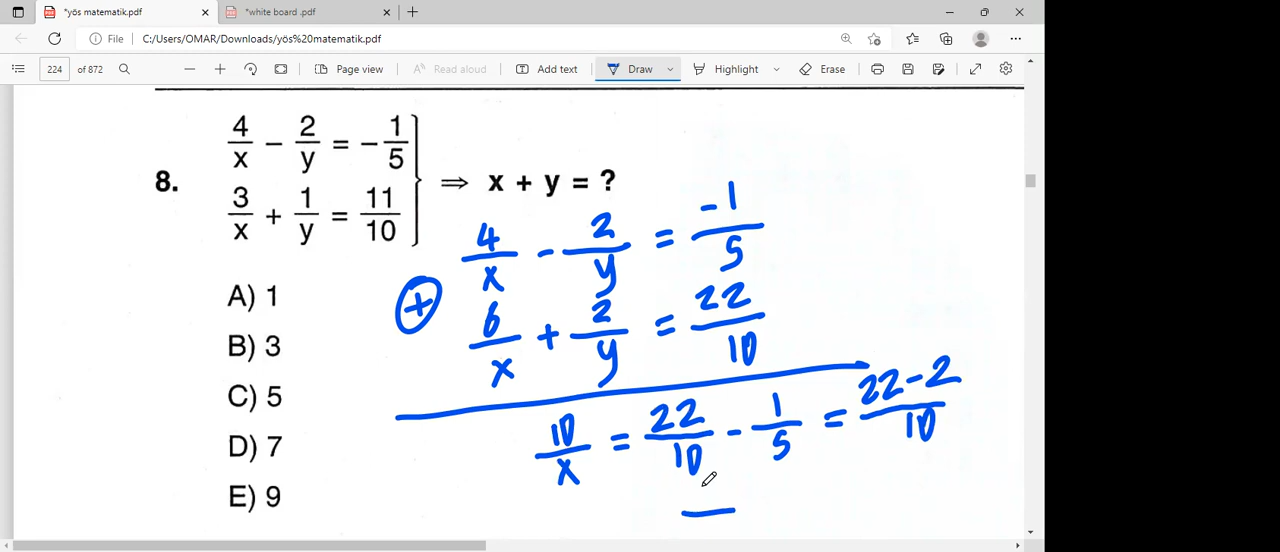 *yös matematik.pdf
*white board .pdf
File C:/Users/OMAR/Downloads/yös%20matematik.pdf
224 of 872 Page view Read aloud Add text Draw Highlight Erase
8.
4/x - 2/y = - 1/5
3/x + 1/y = 11/10
⇒ x + y = ?
A) 1
B) 3
C) 5
D) 7
E) 9
4/x - 2/y = -1/5
+
6/x + 2/y = 22/10
10/x = 22/10 - 1/5 = 22-2/10